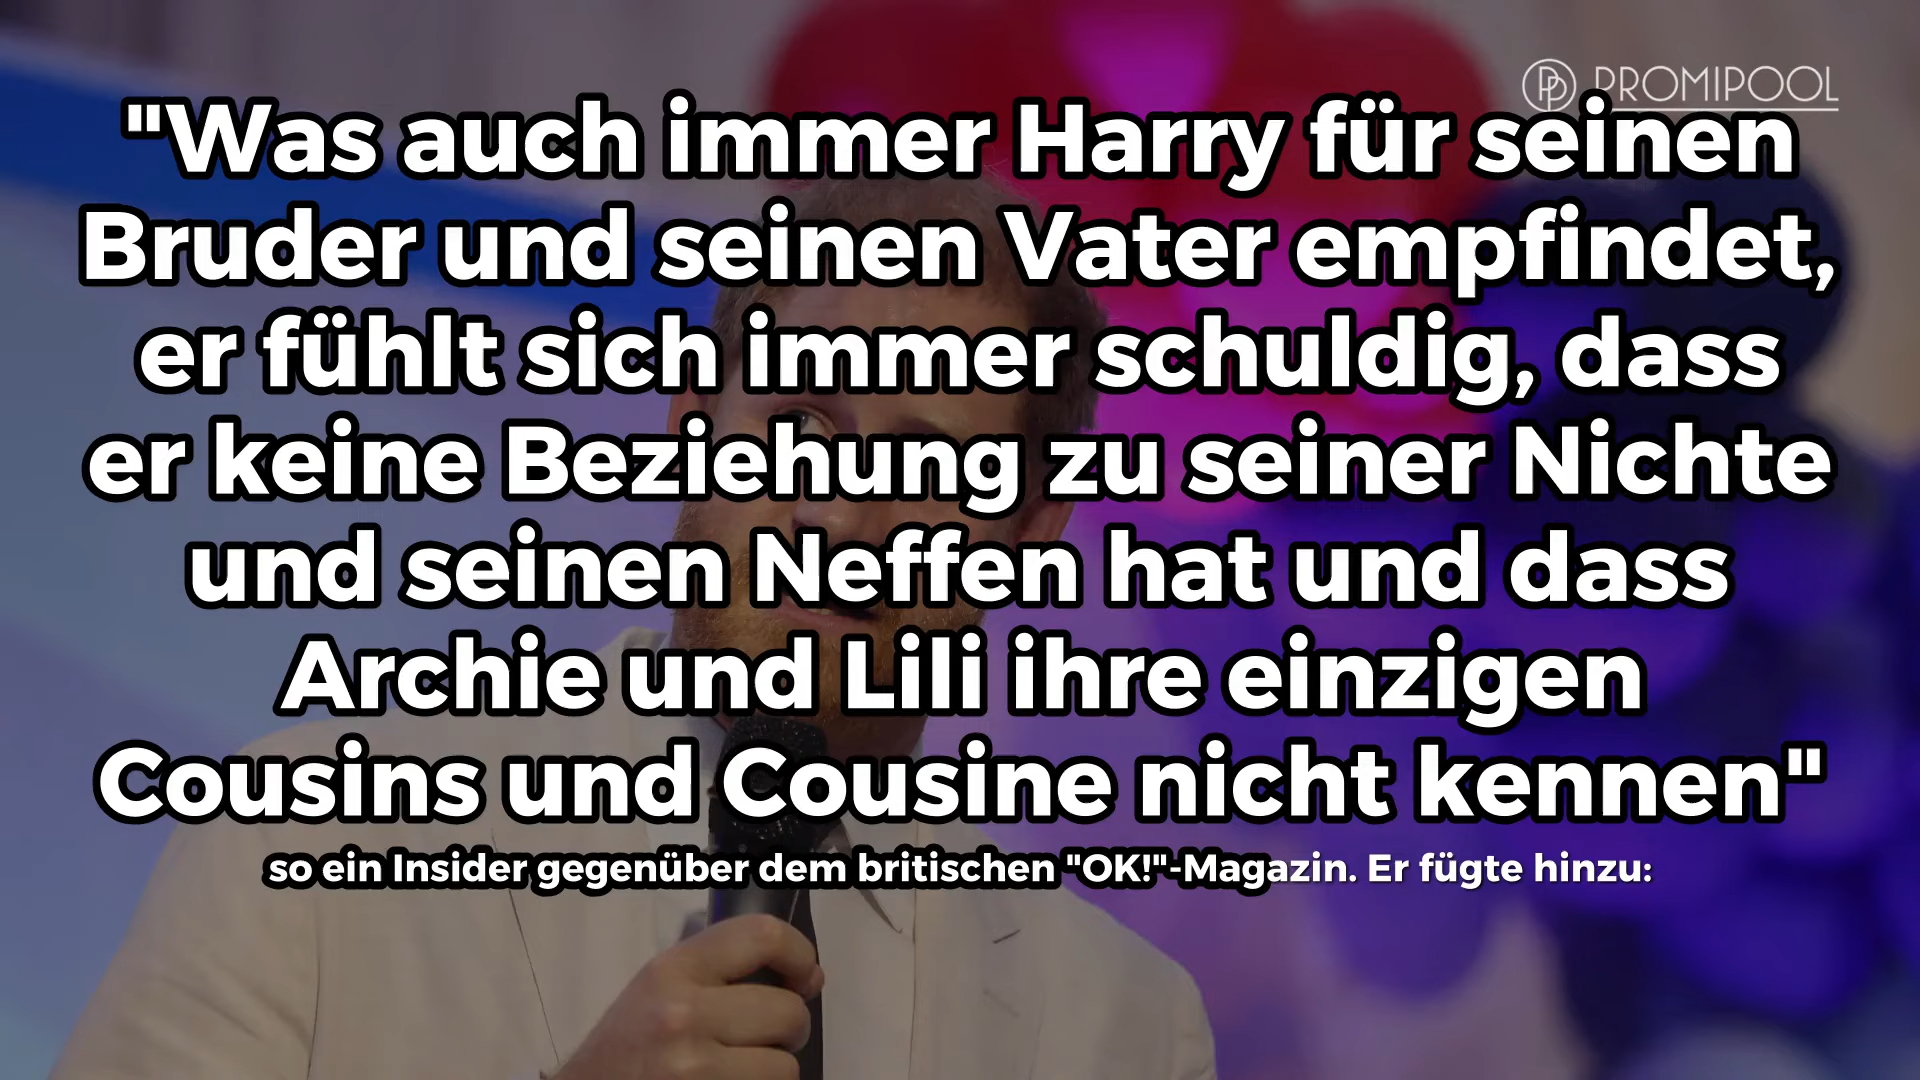 PROMIPOOL
"Was auch immer Harry für seinen
Bruder und seinen Vater empfindet,
er fühlt sich immer schuldig, dass
er keine Beziehung zu seiner Nichte
und seinen Neffen hat und dass
Archie und Lili ihre einzigen
Cousins und Cousine nicht kennen"
so ein Insider gegenüber dem britischen "OK!"-Magazin. Er fügte hinzu: